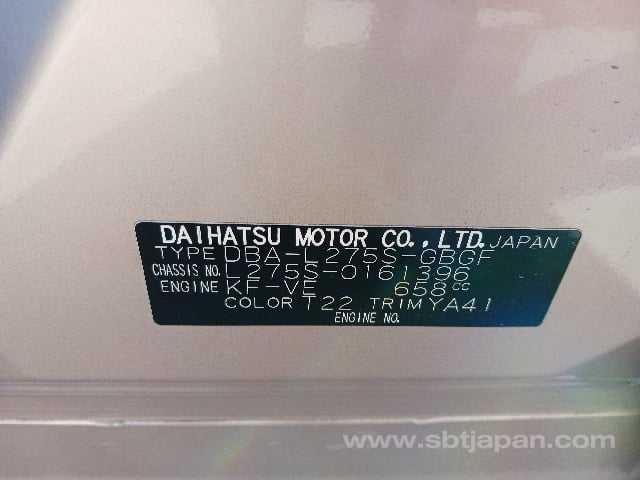 DAIHATSU MOTOR CO.,LTD. JAPAN
TYPE DBA-L275S-GBGF
CHASSIS NO. L275S-0161396
ENGINE KF-VE 658cc
COLOR T22 TRIM YA41
ENGINE NO.
www.sbtjapan.com